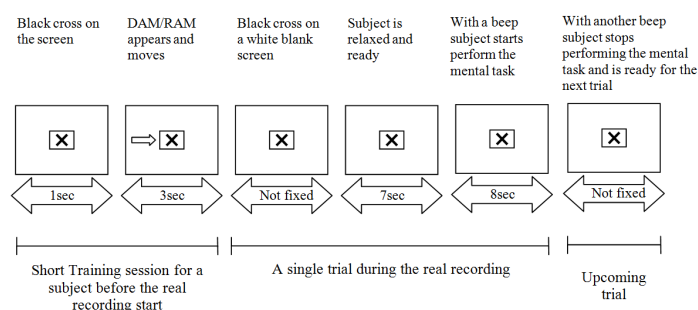 Black cross on
the screen
DAM/RAM
appears and
moves
Black cross on
a white blank
screen
Subject is
relaxed and
ready
With a beep
subject starts
perform the
mental task
With another beep
subject stops
performing the mental
task and is ready for the
next trial
1sec
3sec
Not fixed
7sec
8sec
Not fixed
Short Training session for a
subject before the real
recording start
A single trial during the real recording
Upcoming
trial